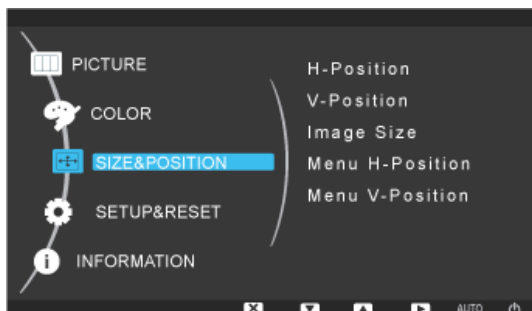 PICTURE
COLOR
SIZE&POSITION
SETUP&RESET
INFORMATION
H-Position
V-Position
Image Size
Menu H-Position
Menu V-Position
AUTO